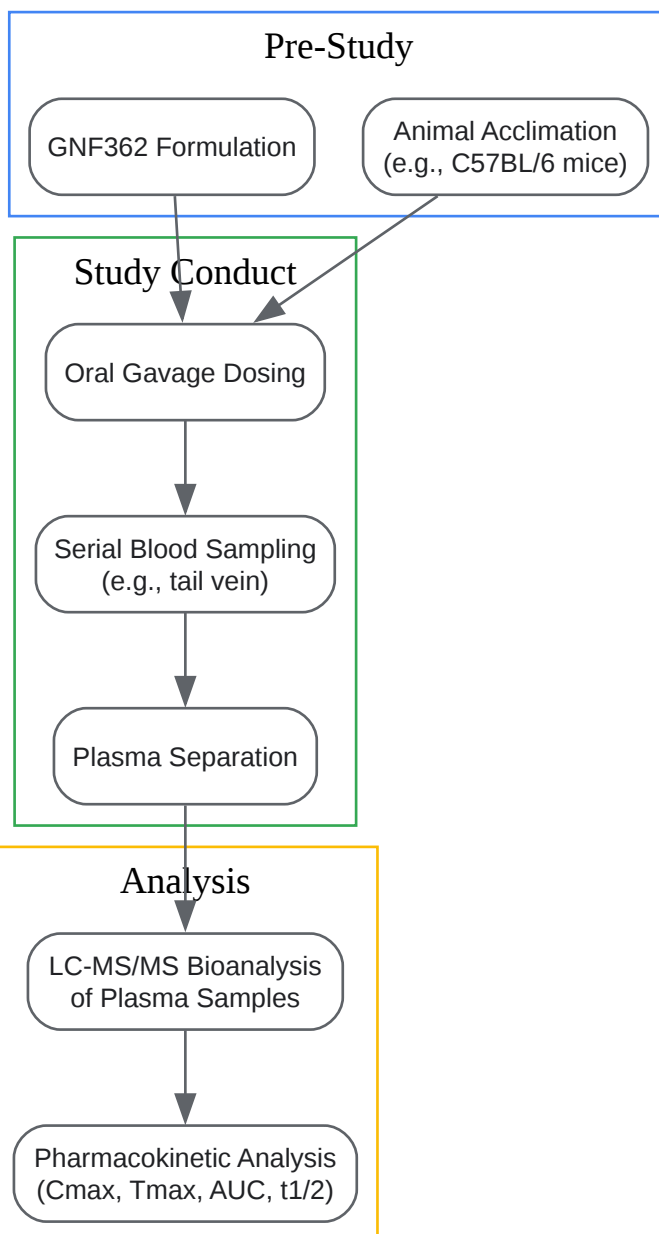 Pre-Study
GNF362 Formulation
Animal Acclimation
(e.g., C57BL/6 mice)
Study Conduct
Oral Gavage Dosing
Serial Blood Sampling
(e.g., tail vein)
Plasma Separation
Analysis
LC-MS/MS Bioanalysis
of Plasma Samples
Pharmacokinetic Analysis
(Cmax, Tmax, AUC, t1/2)